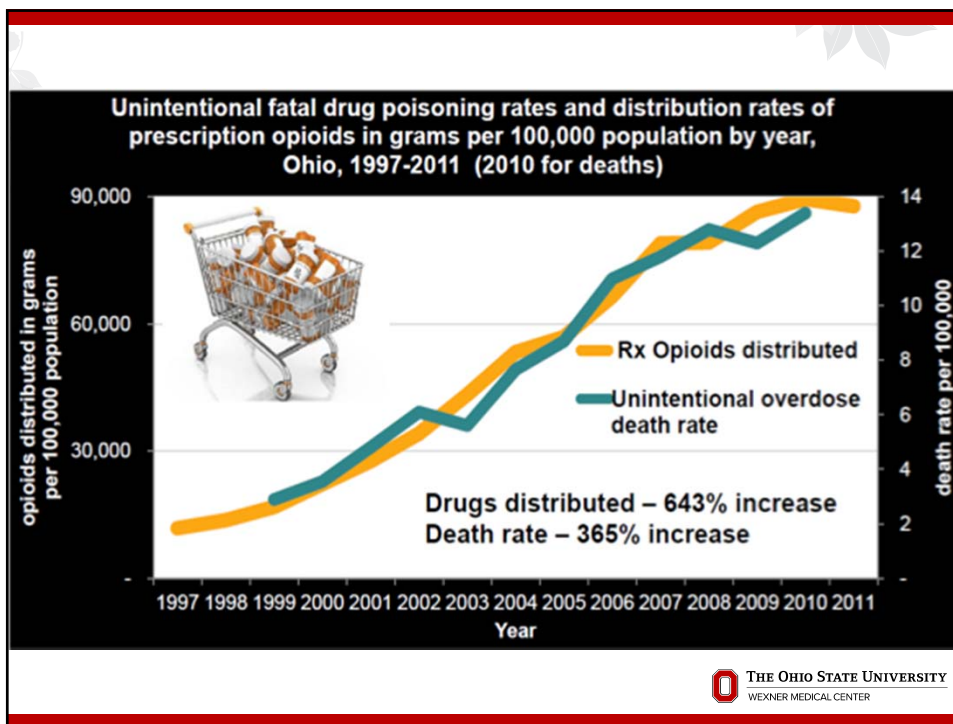 Unintentional fatal drug poisoning rates and distribution rates of
prescription opioids in grams per 100,000 population by year,
Ohio, 1997-2011 (2010 for deaths)
90,000
60,000
30,000
-
opioids distributed in grams
per 100,000 population
14
12
10
8
6
4
2
-
death rate per 100,000
Rx Opioids distributed
Unintentional overdose
death rate
Drugs distributed – 643% increase
Death rate – 365% increase
1997 1998 1999 2000 2001 2002 2003 2004 2005 2006 2007 2008 2009 2010 2011
Year
THE OHIO STATE UNIVERSITY
WEXNER MEDICAL CENTER